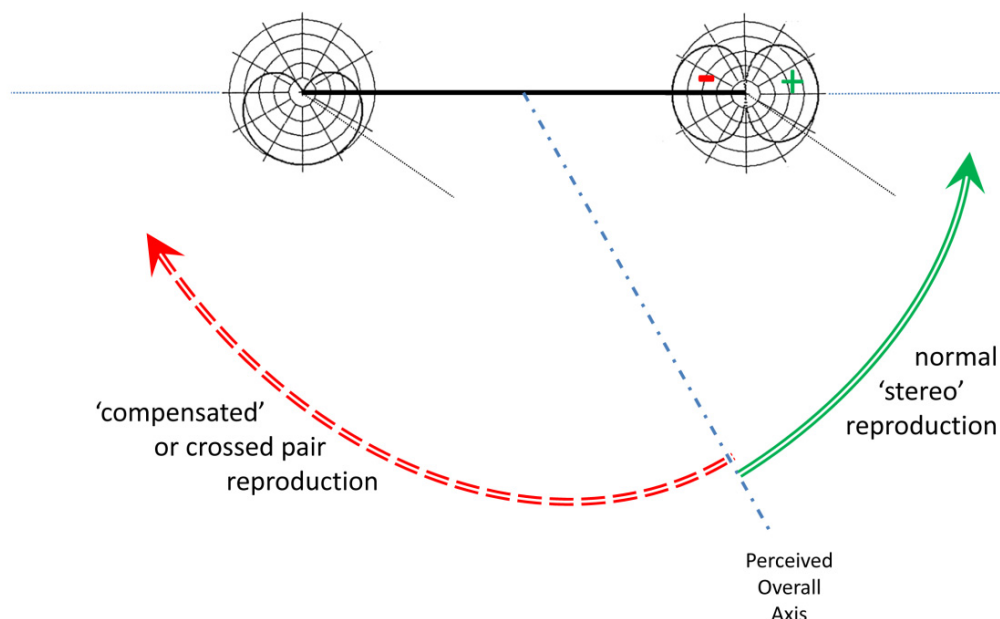 -
+
normal
'stereo'
reproduction
‘compensated’
or crossed pair
reproduction
Perceived
Overall
Axis